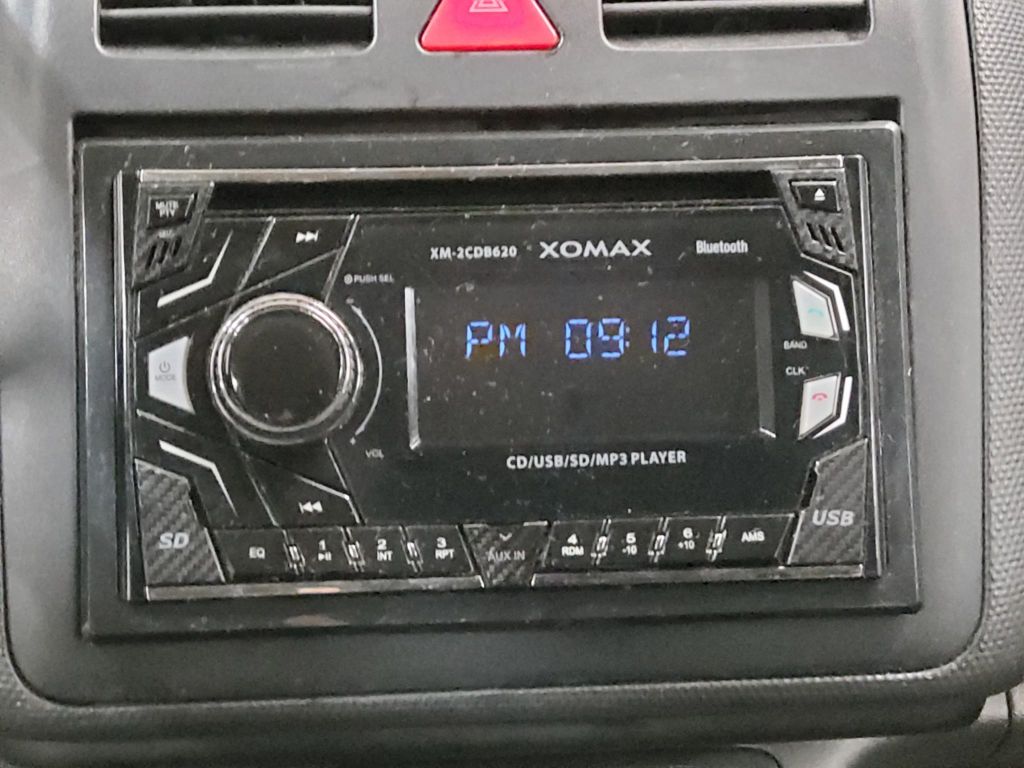 MUTE
PTY
XM-2CDB620 XOMAX Bluetooth
PUSH SEL
PM 09:12
BAND
MODE
CLK
VOL
CD/USB/SD/MP3 PLAYER
SD
USB
EQ
1
2
INT
3
RPT
AUX IN
4
RDM
5
-10
6
+10
AMS